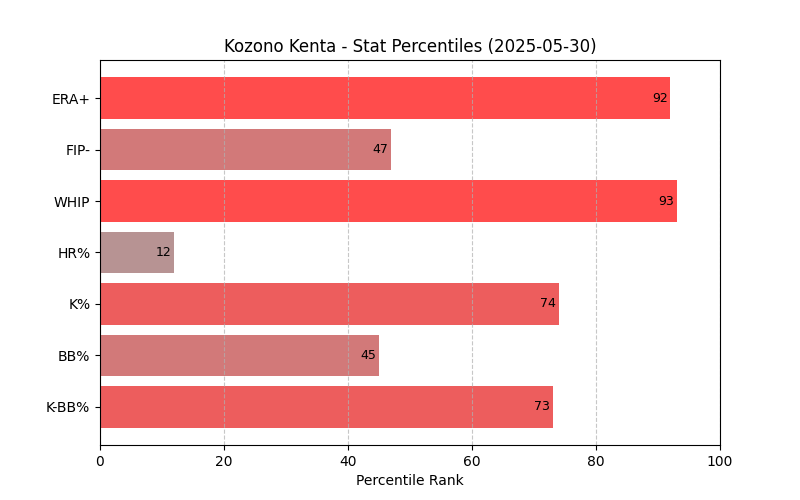 Kozono Kenta - Stat Percentiles (2025-05-30)
ERA+ 92
FIP- 47
WHIP 93
HR% 12
K% 74
BB% 45
K-BB% 73
0 20 40 60 80 100
Percentile Rank